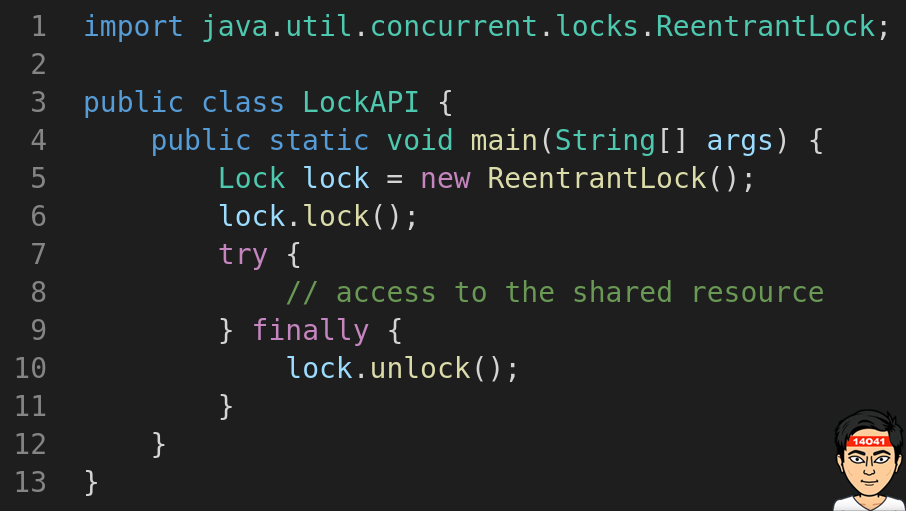 1 import java.util.concurrent.locks.ReentrantLock;
2
3 public class LockAPI {
4     public static void main(String[] args) {
5         Lock lock = new ReentrantLock();
6         lock.lock();
7         try {
8             // access to the shared resource
9         } finally {
10             lock.unlock();
11         }
12     }
13 }
14041